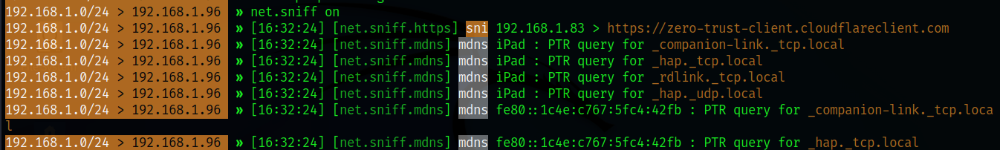 192.168.1.0/24 > 192.168.1.96 » net.sniff on
192.168.1.0/24 > 192.168.1.96 » [16:32:24] [net.sniff.https] sni 192.168.1.83 > https://zero-trust-client.cloudflareclient.com
192.168.1.0/24 > 192.168.1.96 » [16:32:24] [net.sniff.mdns] mdns iPad : PTR query for _companion-link._tcp.local
192.168.1.0/24 > 192.168.1.96 » [16:32:24] [net.sniff.mdns] mdns iPad : PTR query for _hap._tcp.local
192.168.1.0/24 > 192.168.1.96 » [16:32:24] [net.sniff.mdns] mdns iPad : PTR query for _rdlink._tcp.local
192.168.1.0/24 > 192.168.1.96 » [16:32:24] [net.sniff.mdns] mdns iPad : PTR query for _hap._udp.local
192.168.1.0/24 > 192.168.1.96 » [16:32:24] [net.sniff.mdns] mdns fe80::1c4e:c767:5fc4:42fb : PTR query for _companion-link._tcp.loca
l
192.168.1.0/24 > 192.168.1.96 » [16:32:24] [net.sniff.mdns] mdns fe80::1c4e:c767:5fc4:42fb : PTR query for _hap._tcp.local